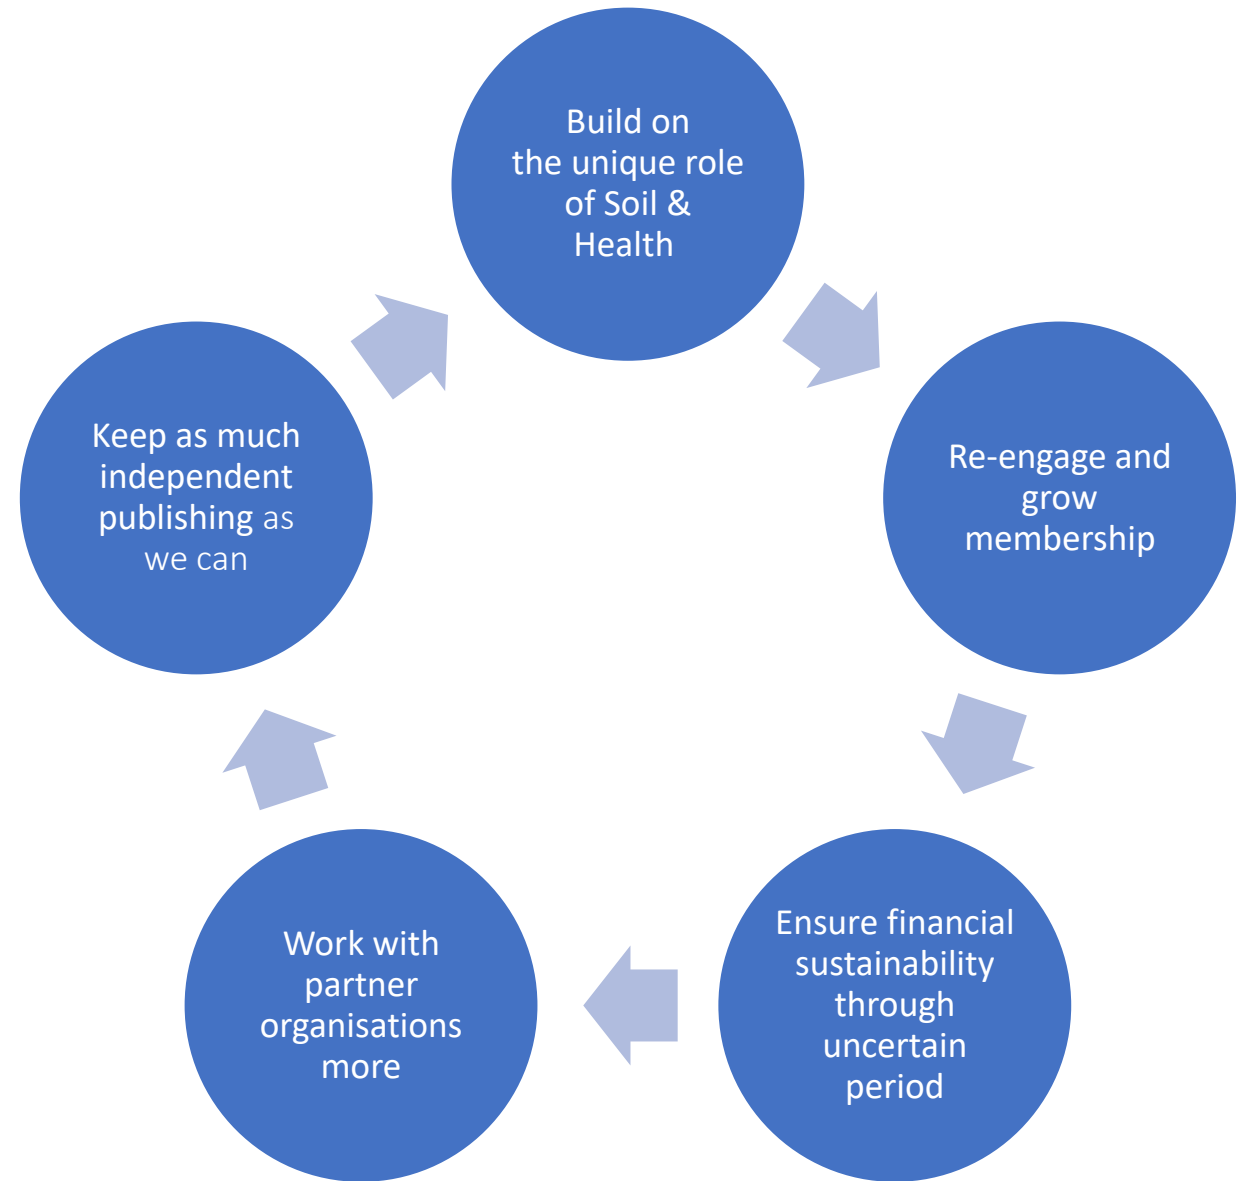 Build on
the unique role
of Soil &
Health
Re-engage and
grow
membership
Ensure financial
sustainability
through
uncertain
period
Work with
partner
organisations
more
Keep as much
independent
publishing as
we can